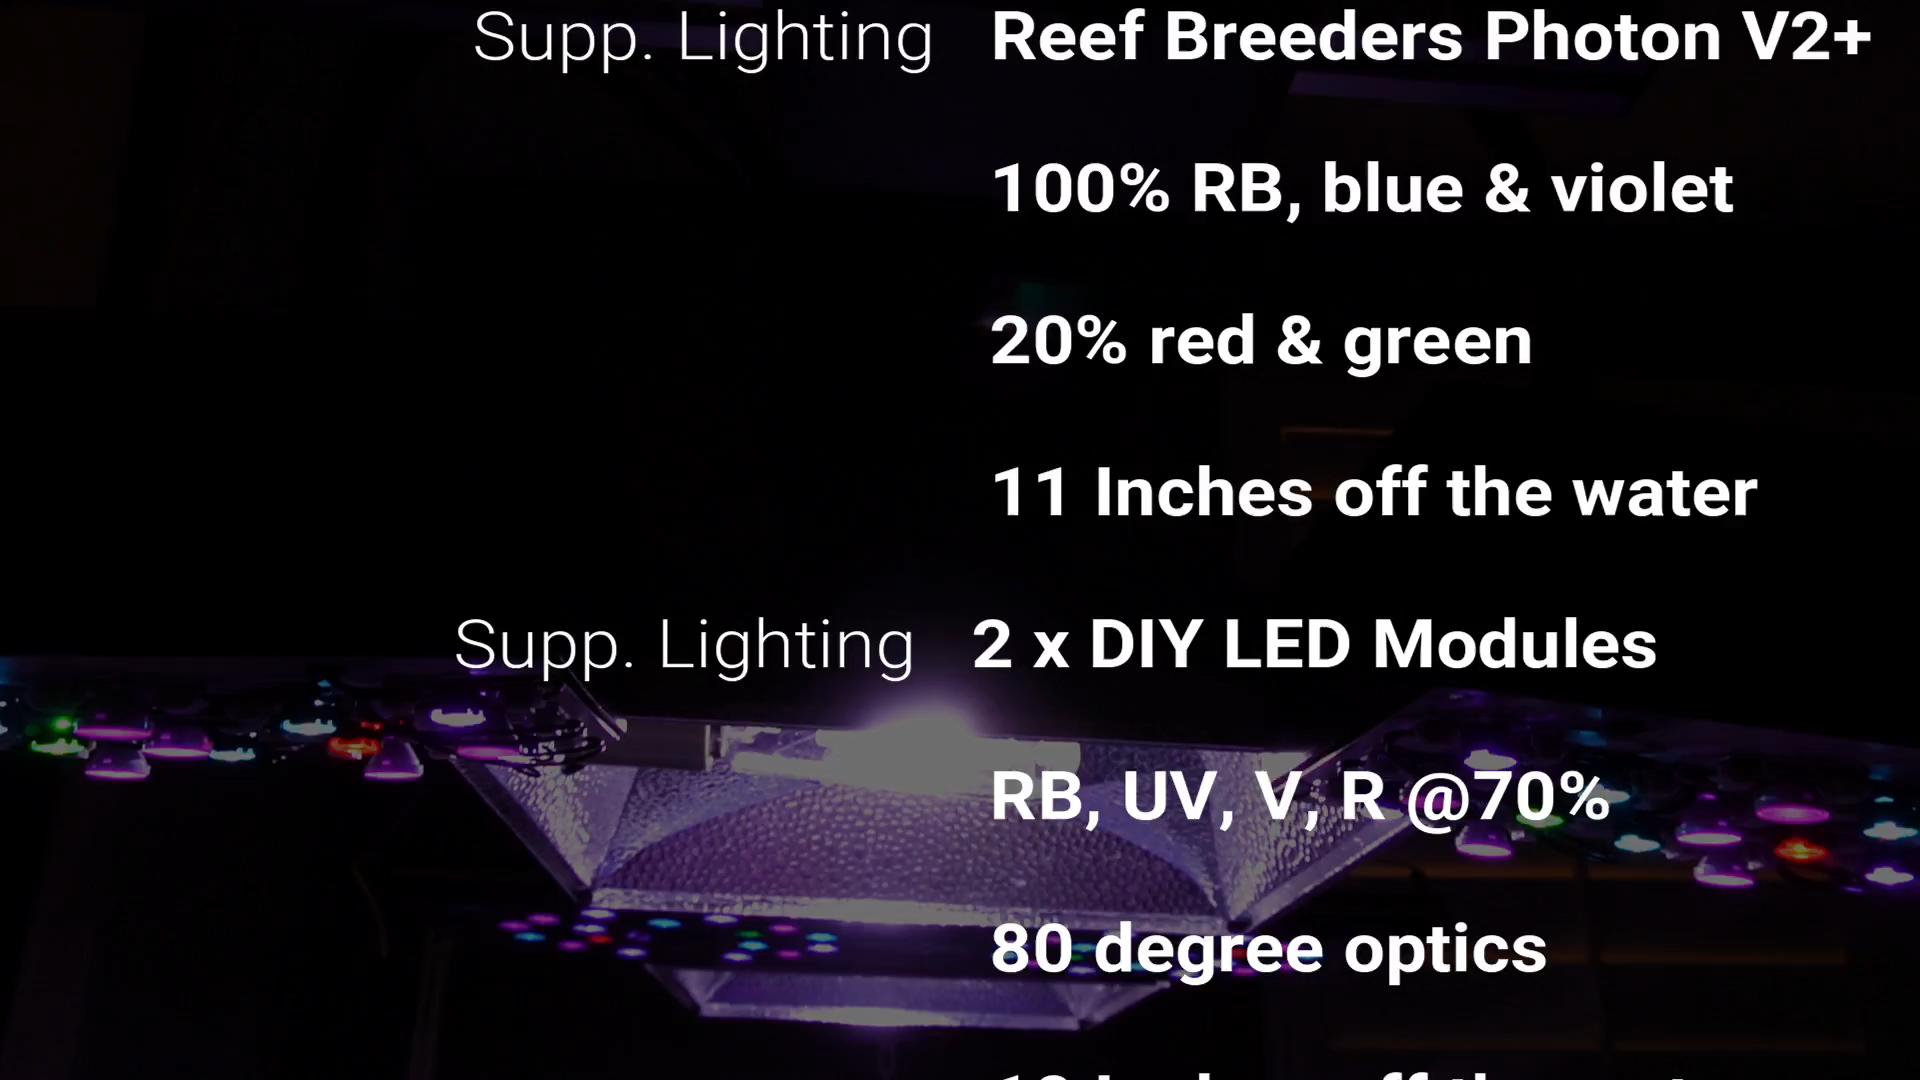 Supp. Lighting Reef Breeders Photon V2+
100% RB, blue & violet
20% red & green
11 Inches off the water
Supp. Lighting 2 x DIY LED Modules
RB, UV, V, R @70%
80 degree optics